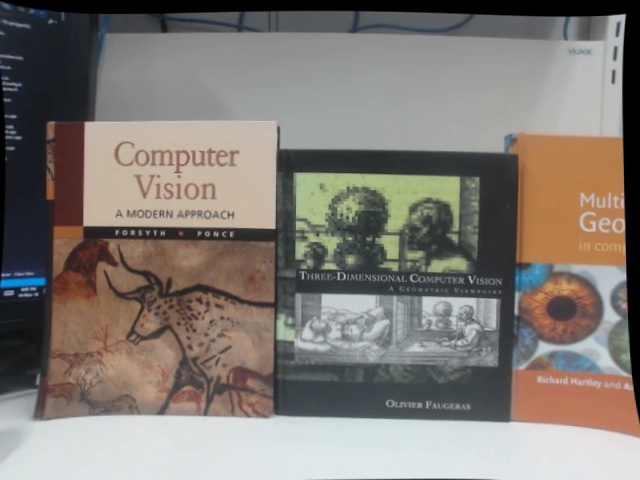 Computer
Vision
A MODERN APPROACH
FORSYTH PONCE
THREE-DIMENSIONAL COMPUTER VISION
A GEOMETRIC VIEWPOINT
OLIVIER FAUGERAS
Multi
Geo
in comp
Richard Hartley and A